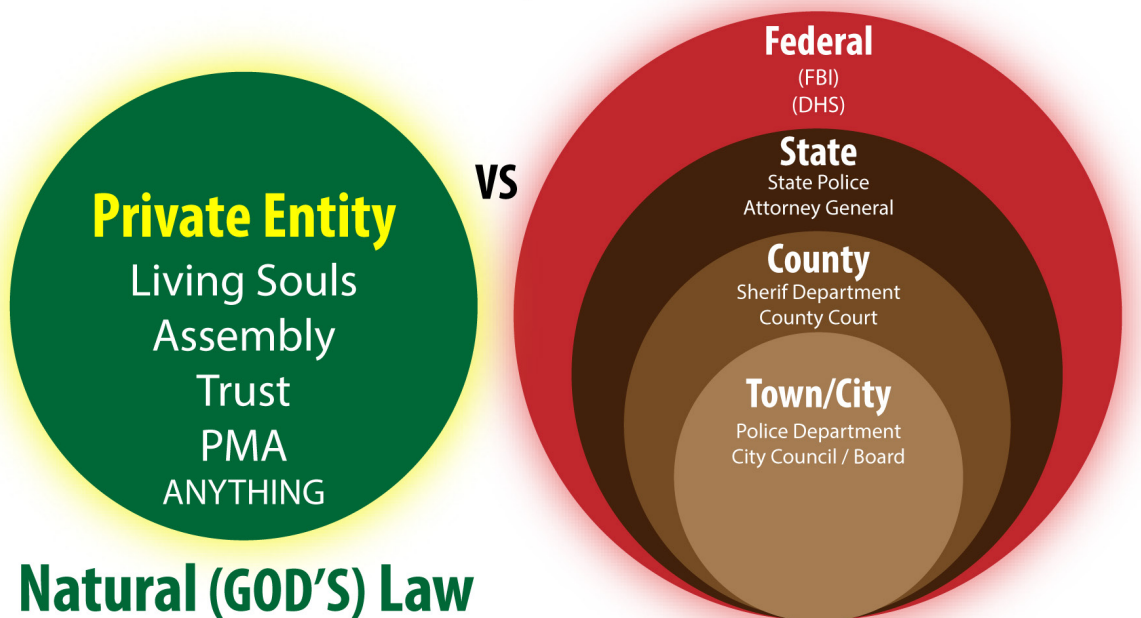 Private Entity
Living Souls
Assembly
Trust
PMA
ANYTHING
Natural (GOD'S) Law
VS
Federal
(FBI)
(DHS)
State
State Police
Attorney General
County
Sherif Department
County Court
Town/City
Police Department
City Council / Board